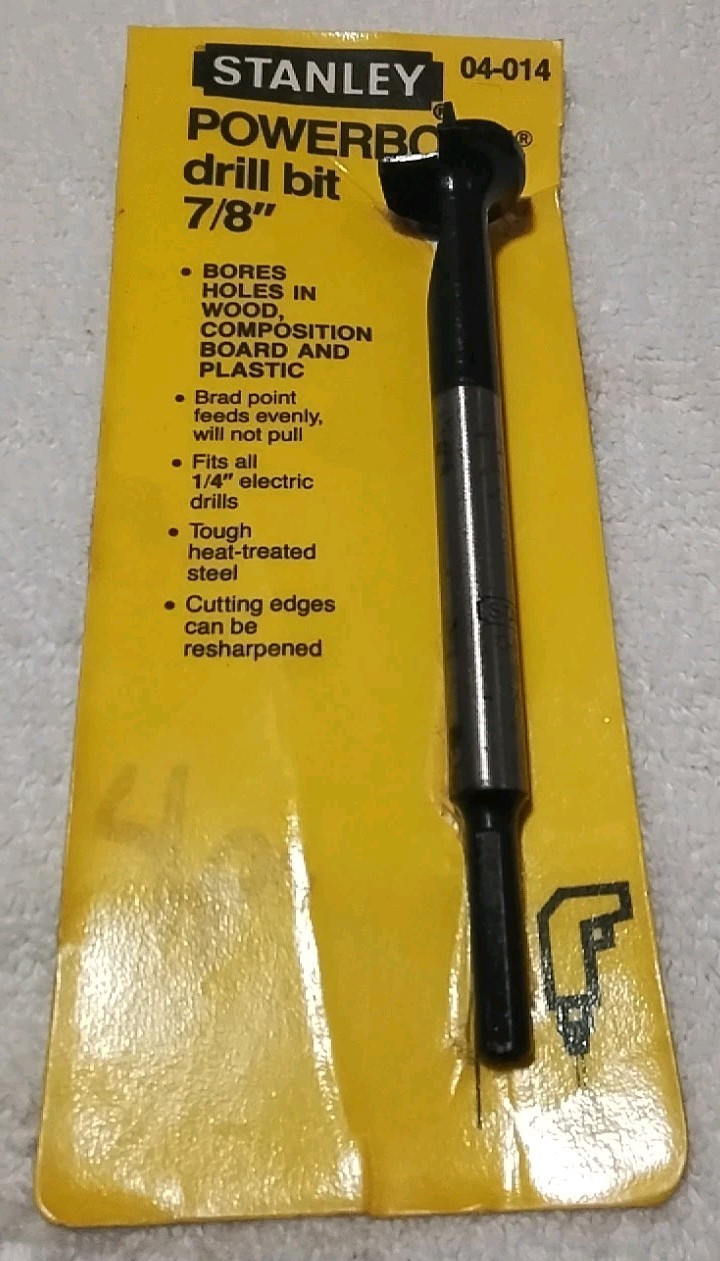 STANLEY® 04-014
POWERBO ®
drill bit
7/8"
• BORES
HOLES IN
WOOD,
COMPOSITION
BOARD AND
PLASTIC
• Brad point
feeds evenly,
will not pull
• Fits all
1/4" electric
drills
• Tough
heat-treated
steel
• Cutting edges
can be
resharpened